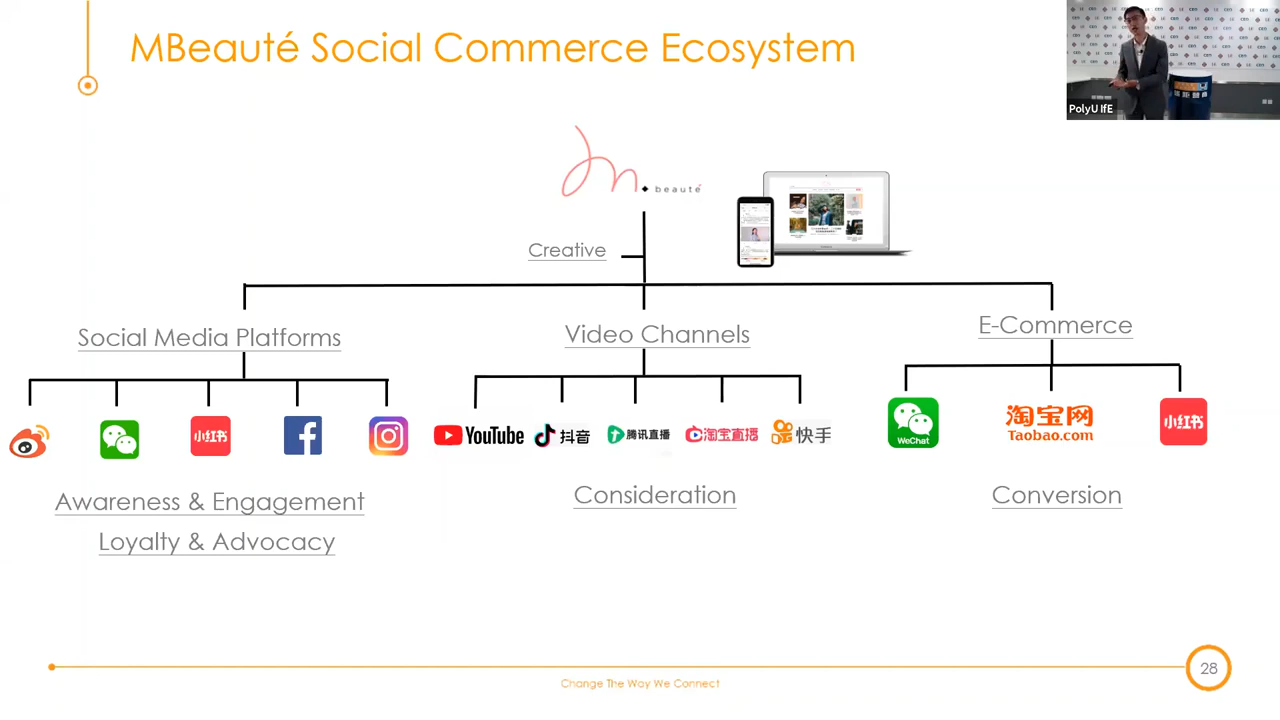 MBeauté Social Commerce Ecosystem
PolyU IfE
beauté
Creative
Social Media Platforms
Video Channels
E-Commerce
小红书
YouTube
抖音
腾讯直播
淘宝直播
快手
WeChat
淘宝网
Taobao.com
小红书
Awareness & Engagement
Loyalty & Advocacy
Consideration
Conversion
28
Change The Way We Connect